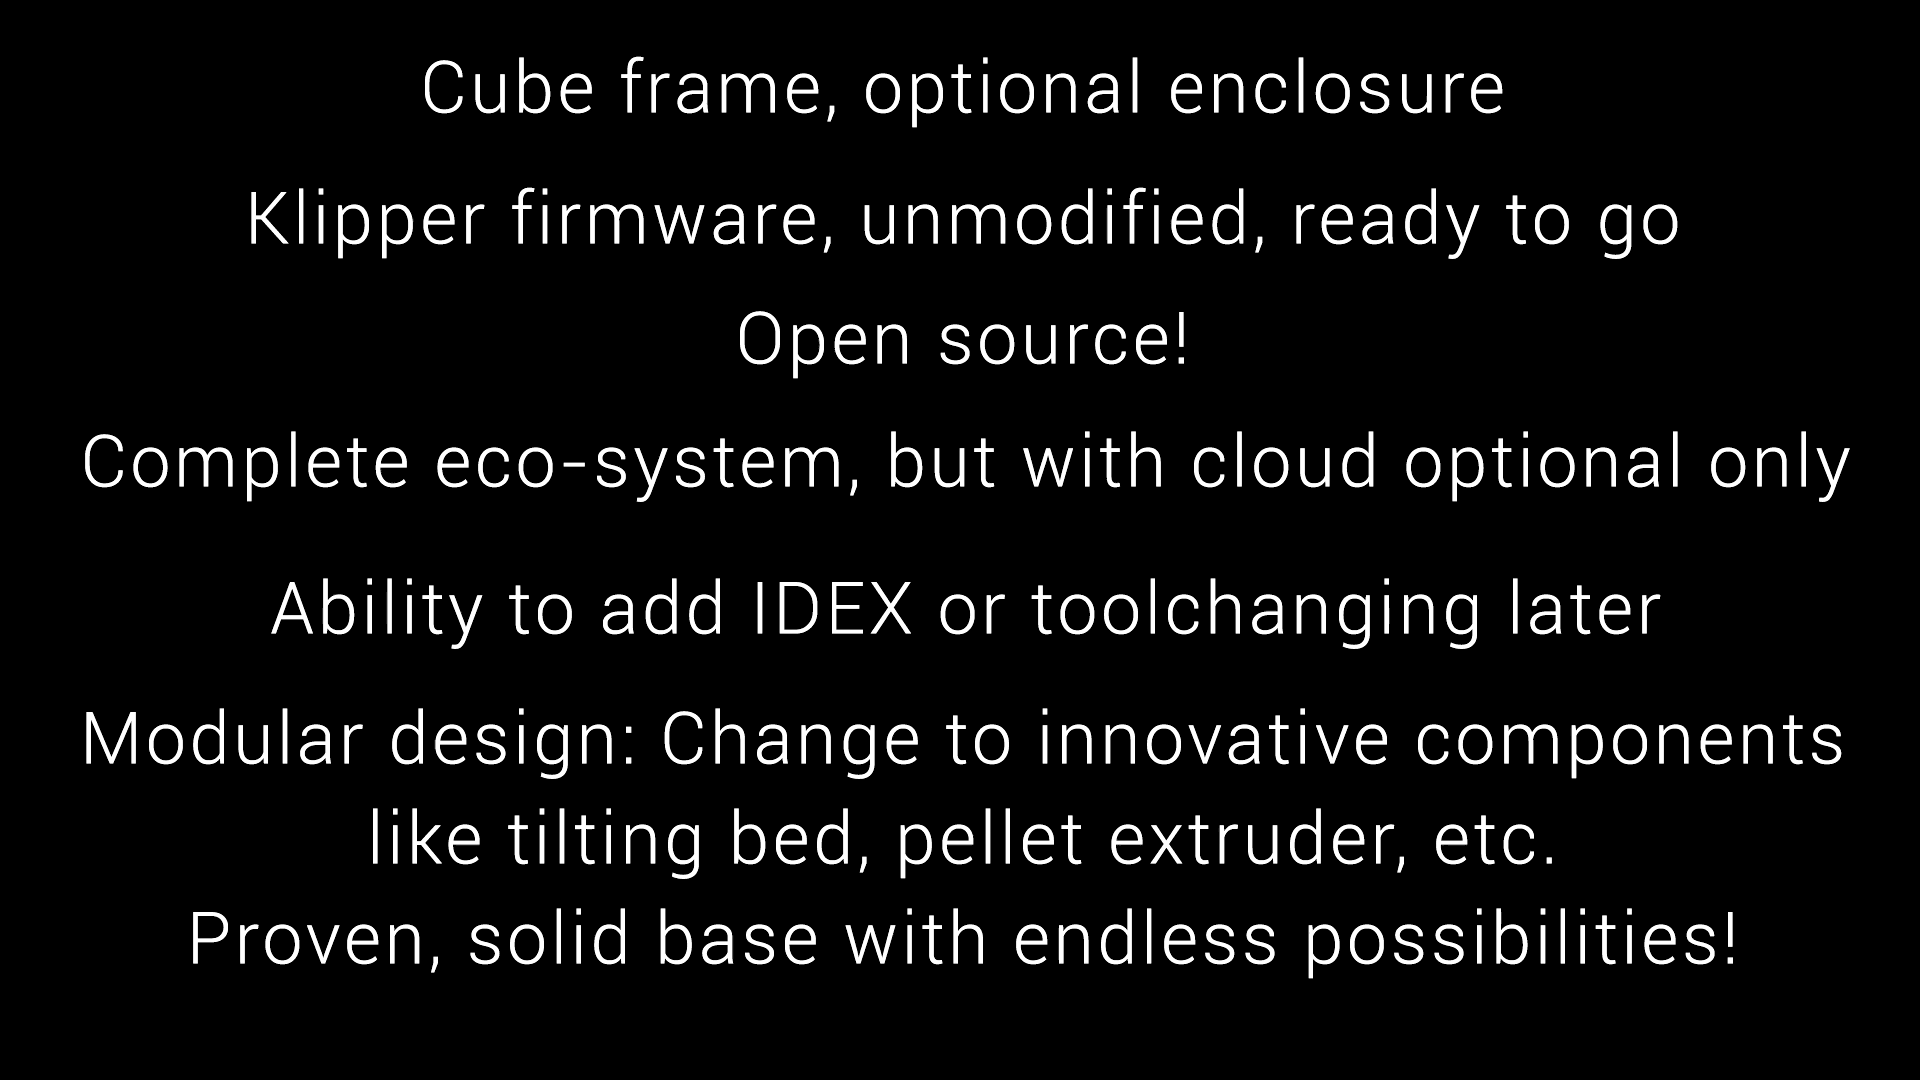 Cube frame, optional enclosure
Klipper firmware, unmodified, ready to go
Open source!
Complete eco-system, but with cloud optional only
Ability to add IDEX or toolchanging later
Modular design: Change to innovative components
like tilting bed, pellet extruder, etc.
Proven, solid base with endless possibilities!